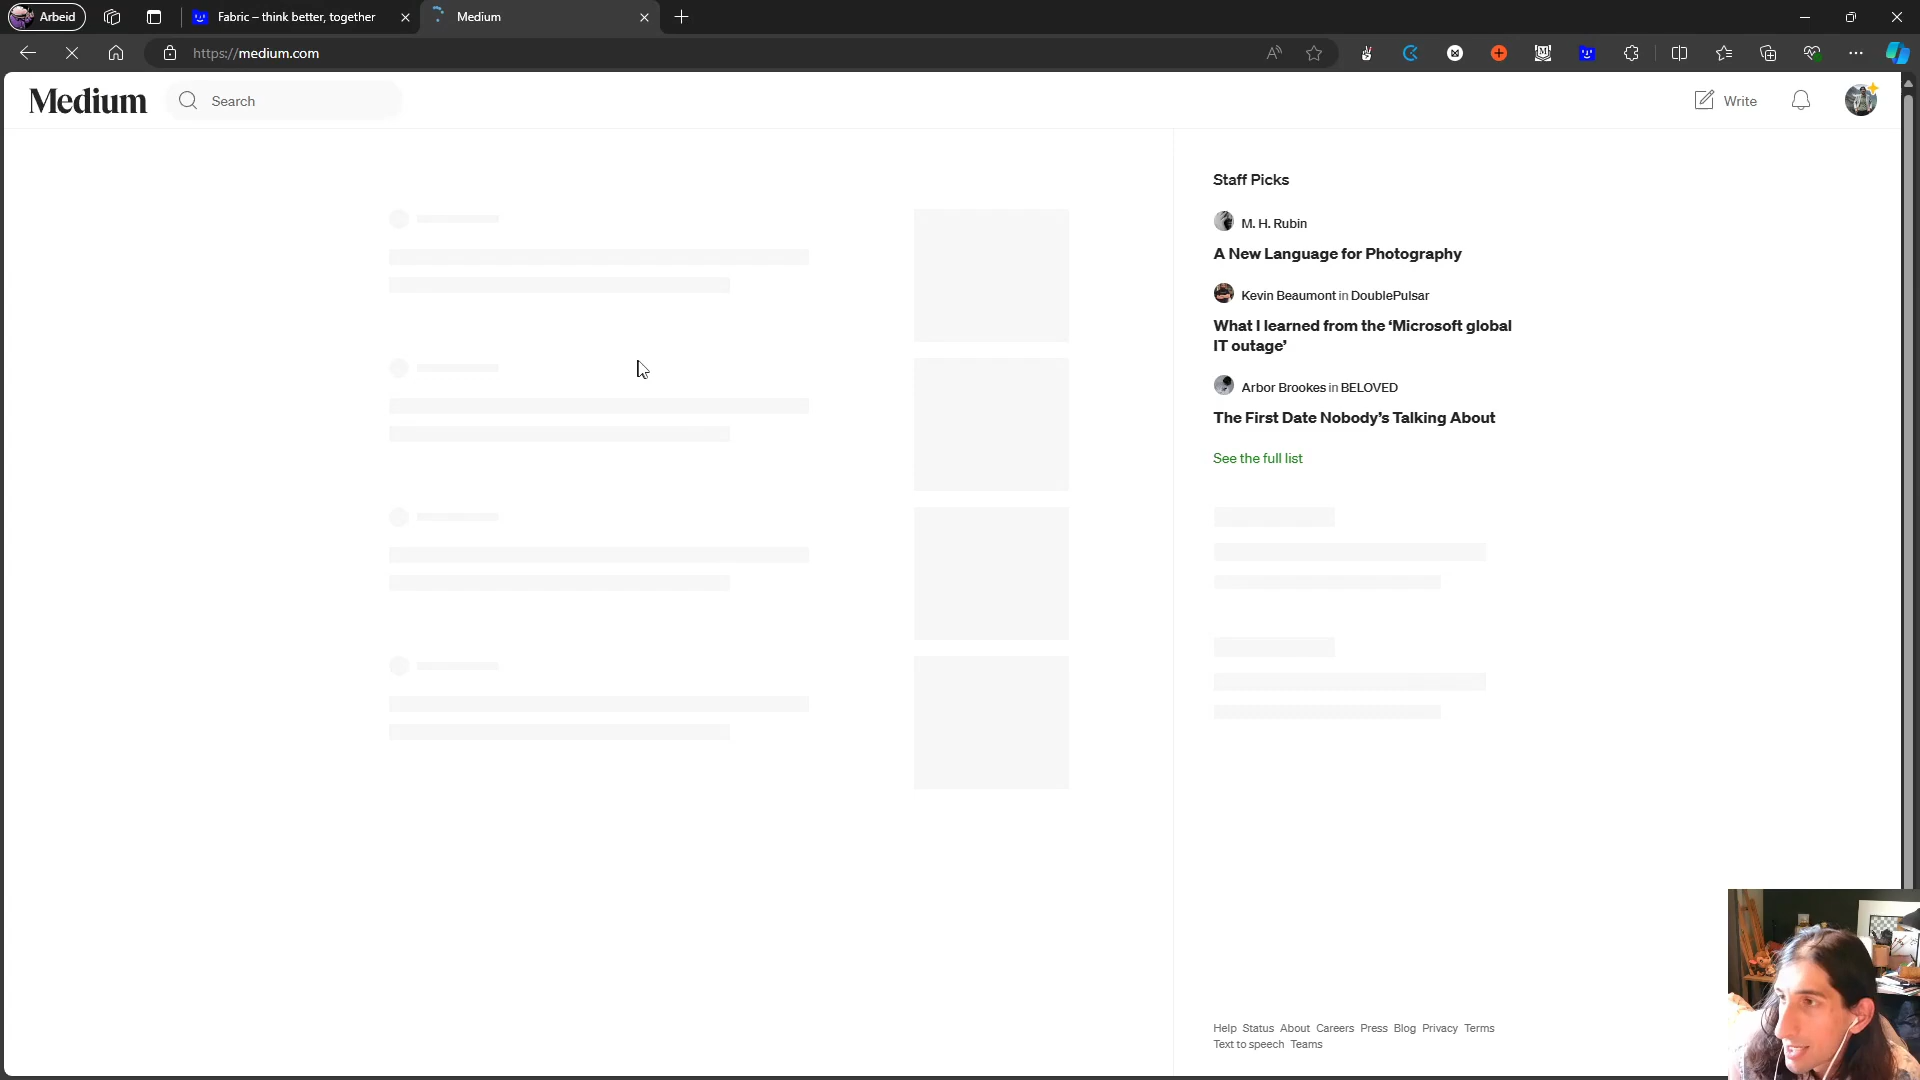 Arbeid
Fabric – think better, together
Medium
https://medium.com
Medium
Search
Write
Staff Picks
M. H. Rubin
A New Language for Photography
Kevin Beaumont in DoublePulsar
What I learned from the ‘Microsoft global
IT outage’
Arbor Brookes in BELOVED
The First Date Nobody’s Talking About
See the full list
Help Status About Careers Press Blog Privacy Terms
Text to speech Teams